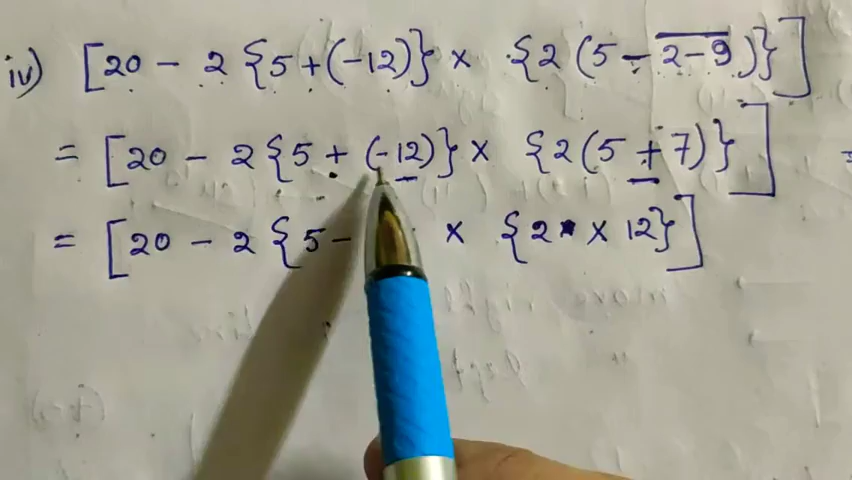 iv) [20 - 2 {5 + (-12)} × {2 (5 - 2̅ ̅-̅ ̅9̅)}]
= [20 - 2 {5 + (-12)} × {2 (5 + 7)}] =
= [20 - 2 {5 - × {2 × 12}]